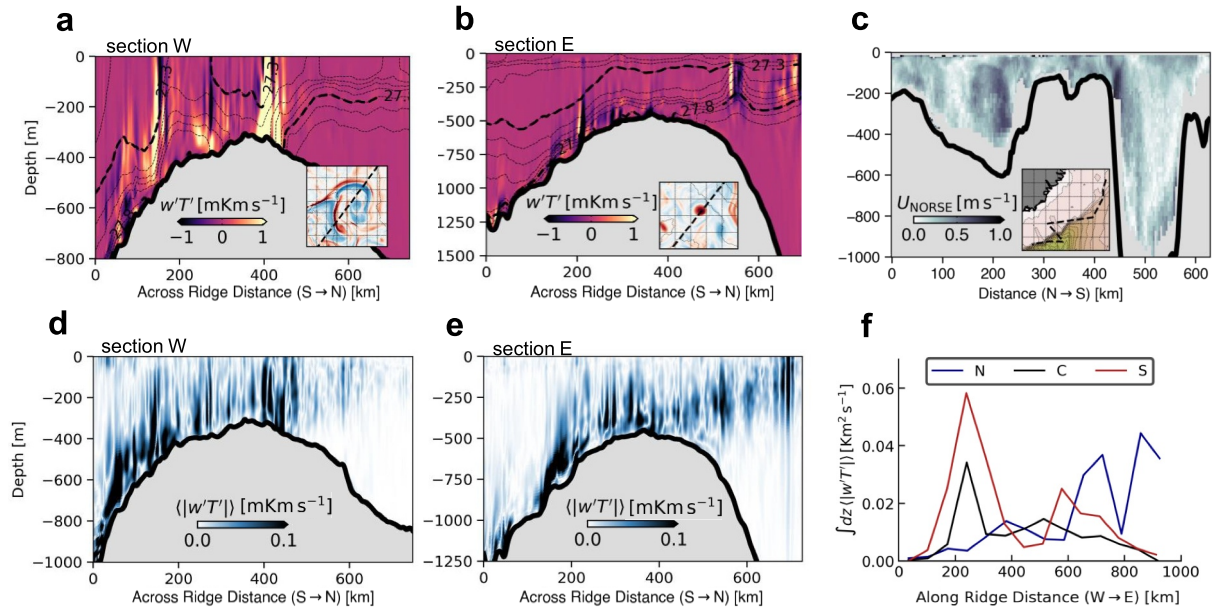 a
section W
0
−200
−400
−600
−800
Depth [m]
27.3
27.3
27.
w′T′ [mKm s⁻¹]
−1 0 1
0 200 400 600
Across Ridge Distance (S→N) [km]
b
section E
0
−250
−500
−750
1000
1250
1500
27.3
27.8
w′T′ [mKm s⁻¹]
−1 0 1
0 200 400 600
Across Ridge Distance (S→N) [km]
c
0
−200
−400
−600
−800
−1000
U_NORSE [m s⁻¹]
0.0 0.5 1.0
0 100 200 300 400 500 600
Distance (N→S) [km]
d
section W
0
−200
−400
−600
−800
−1000
Depth [m]
⟨|w′T′|⟩ [mKm s⁻¹]
0.0 0.1
0 200 400 600
Across Ridge Distance (S→N) [km]
e
section E
0
−250
−500
−750
1000
1250
⟨|w′T′|⟩ [mKm s⁻¹]
0.0 0.1
0 200 400 600
Across Ridge Distance (S→N) [km]
f
N C S
0.06
0.04
0.02
0.00
∫dz⟨|w′T′|⟩ [Km² s⁻¹]
0 200 400 600 800 1000
Along Ridge Distance (W→E) [km]